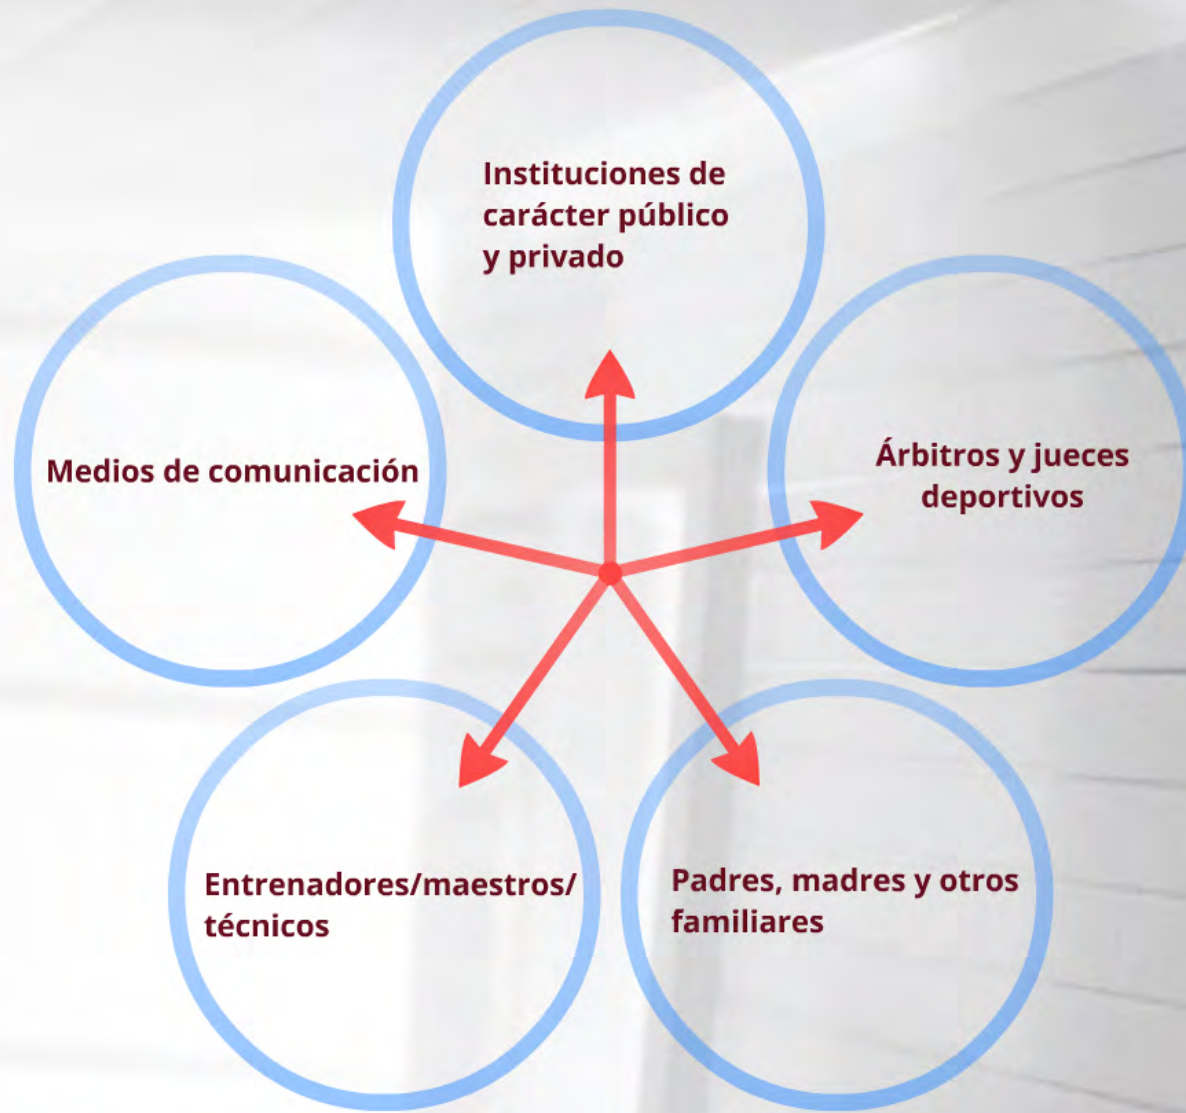 Instituciones de
carácter público
y privado
Medios de comunicación
Árbitros y jueces
deportivos
Entrenadores/maestros/
técnicos
Padres, madres y otros
familiares